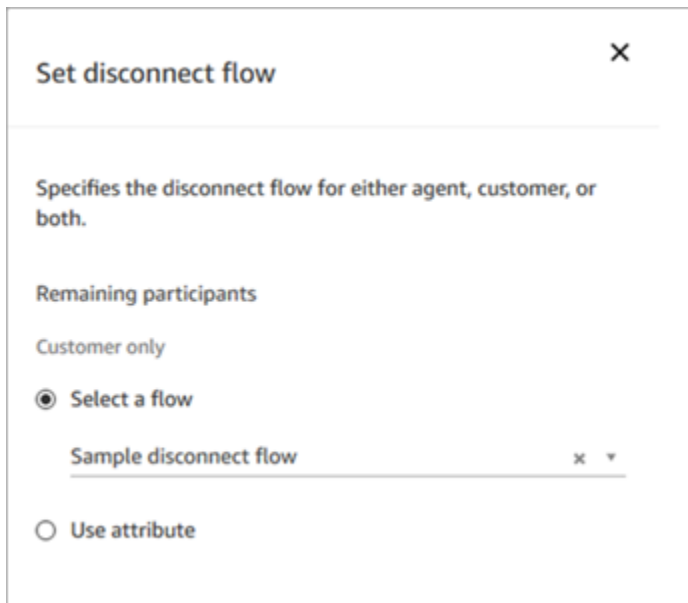 Set disconnect flow
Specifies the disconnect flow for either agent, customer, or
both.
Remaining participants
Customer only
Select a flow
Sample disconnect flow
Use attribute